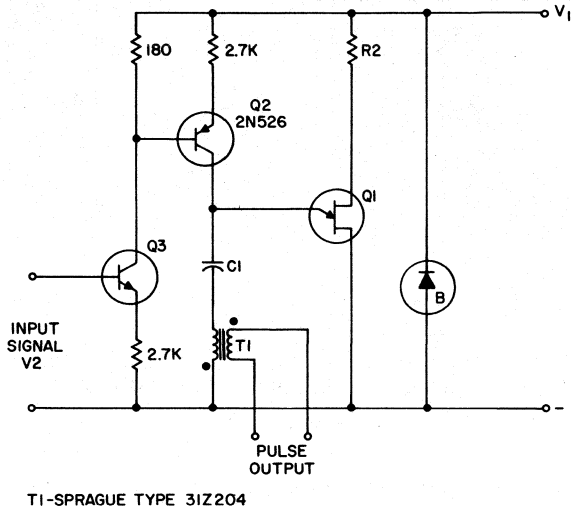 V1
180
2.7K
R2
Q2
2N526
Q1
Q3
C1
B
INPUT
SIGNAL
V2
2.7K
T1
-
PULSE
OUTPUT
T1-SPRAGUE TYPE 31Z204